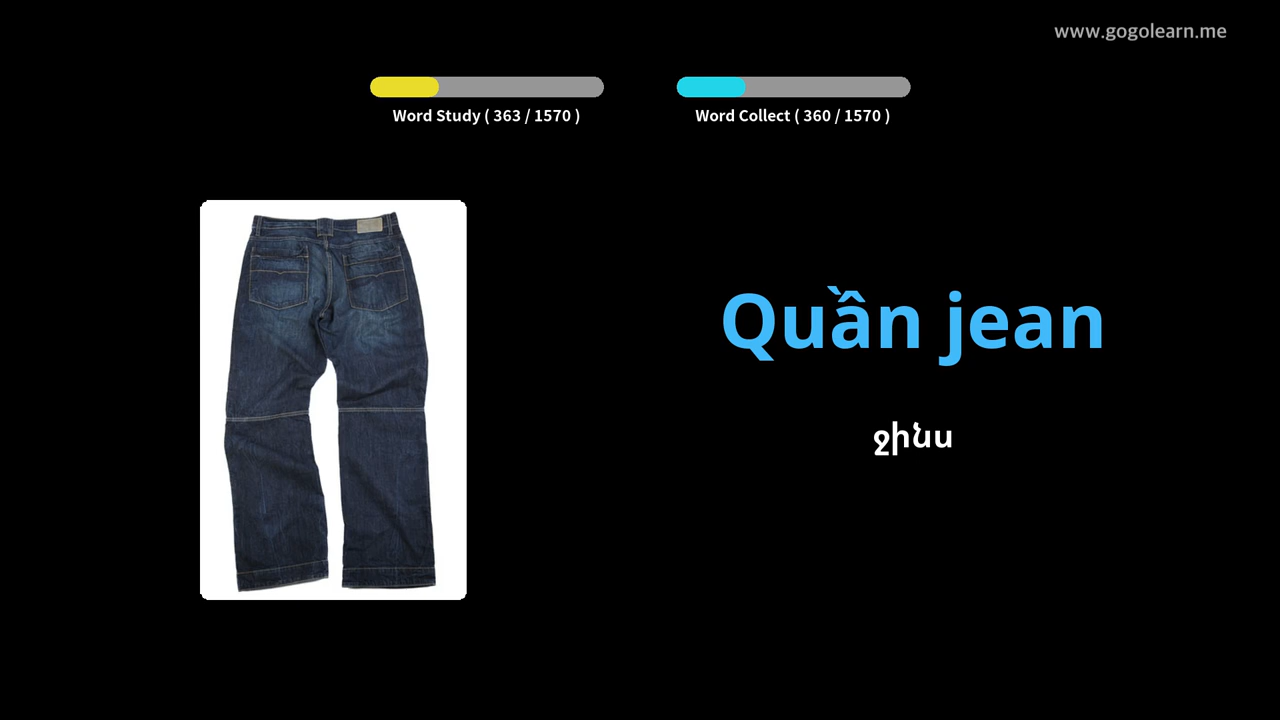 www.gogolearn.me
Word Study ( 363 / 1570 )
Word Collect ( 360 / 1570 )
Quần jean
ջինս